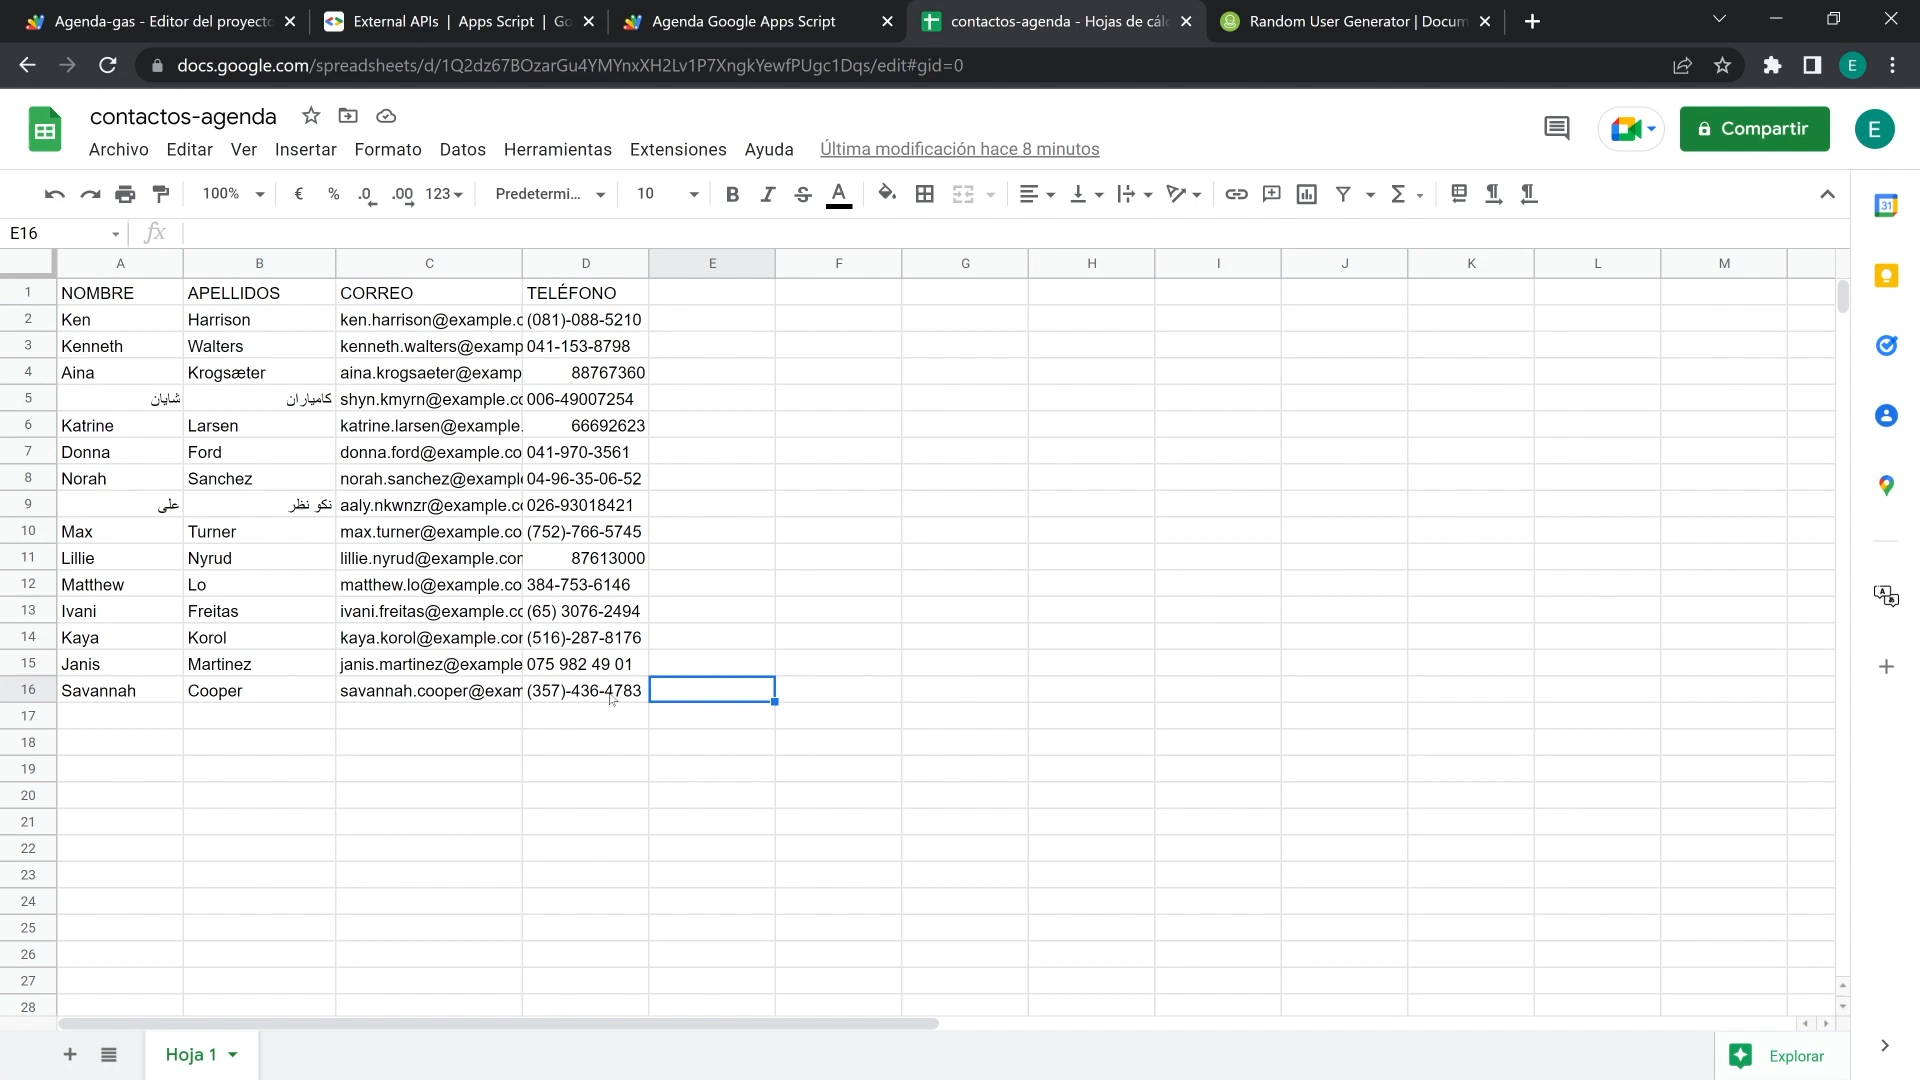 Agenda-gas - Editor del proyecto
External APIs | Apps Script | Go
Agenda Google Apps Script
contactos-agenda - Hojas de cálc
Random User Generator | Docum
docs.google.com/spreadsheets/d/1Q2dz67BOzarGu4YMYnxXH2Lv1P7XngkYewfPUgc1Dqs/edit#gid=0
E
contactos-agenda
Compartir
E
Archivo Editar Ver Insertar Formato Datos Herramientas Extensiones Ayuda Última modificación hace 8 minutos
100% € % .0 .00 123 Predetermi... 10 B I S A
31
E16 fx
A B C D E F G H I J K L M
1 NOMBRE APELLIDOS CORREO TELÉFONO
2 Ken Harrison ken.harrison@example.c (081)-088-5210
3 Kenneth Walters kenneth.walters@examp 041-153-8798
4 Aina Krogsæter aina.krogsaeter@examp 88767360
5 شایان کامیاران shyn.kmyrn@example.co 006-49007254
6 Katrine Larsen katrine.larsen@example. 66692623
7 Donna Ford donna.ford@example.co 041-970-3561
8 Norah Sanchez norah.sanchez@exampl 04-96-35-06-52
9 علی نكو نظر aaly.nkwnzr@example.co 026-93018421
10 Max Turner max.turner@example.co (752)-766-5745
11 Lillie Nyrud lillie.nyrud@example.com 87613000
12 Matthew Lo matthew.lo@example.co 384-753-6146
13 Ivani Freitas ivani.freitas@example.co (65) 3076-2494
14 Kaya Korol kaya.korol@example.com (516)-287-8176
15 Janis Martinez janis.martinez@example 075 982 49 01
16 Savannah Cooper savannah.cooper@exam (357)-436-4783
17
18
19
20
21
22
23
24
25
26
27
28
Hoja 1
Explorar